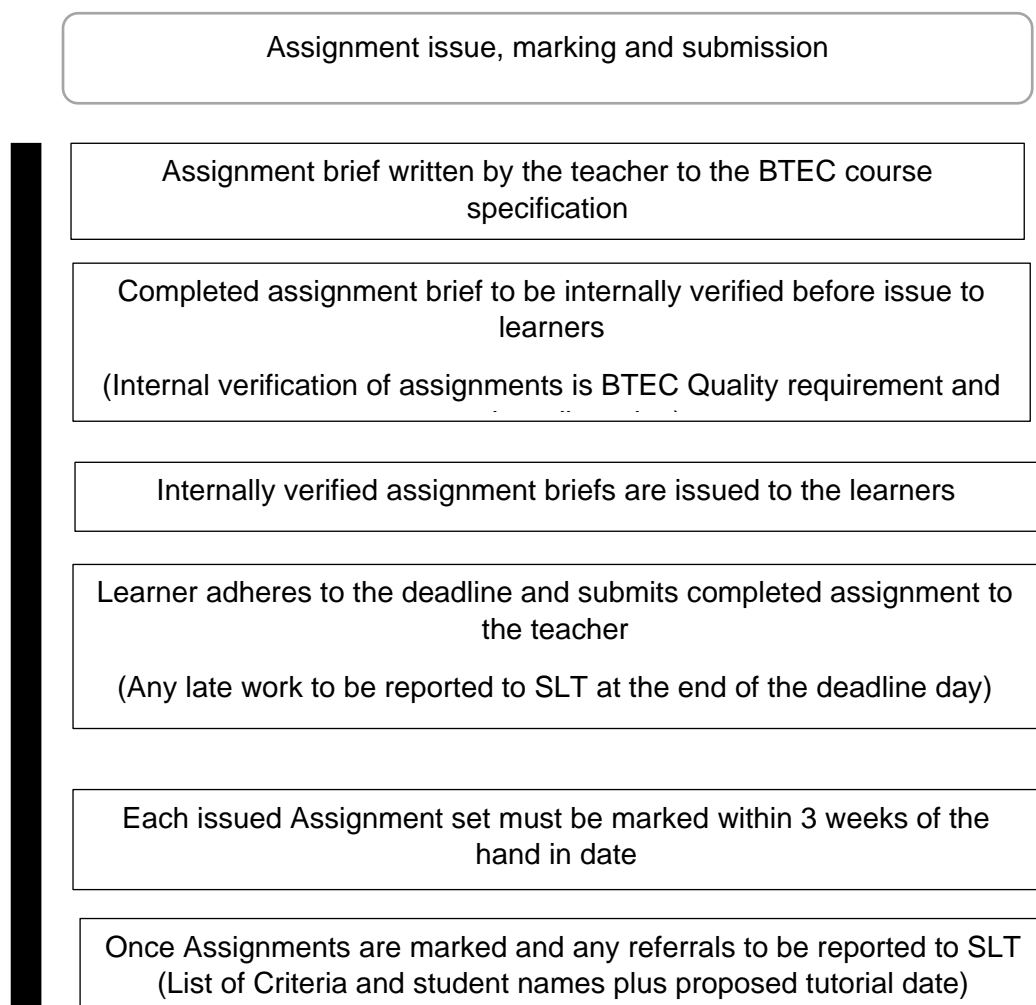 Assignment issue, marking and submission
Assignment brief written by the teacher to the BTEC course
specification
Completed assignment brief to be internally verified before issue to
learners
(Internal verification of assignments is BTEC Quality requirement and
Internally verified assignment briefs are issued to the learners
Learner adheres to the deadline and submits completed assignment to
the teacher
(Any late work to be reported to SLT at the end of the deadline day)
Each issued Assignment set must be marked within 3 weeks of the
hand in date
Once Assignments are marked and any referrals to be reported to SLT
(List of Criteria and student names plus proposed tutorial date)